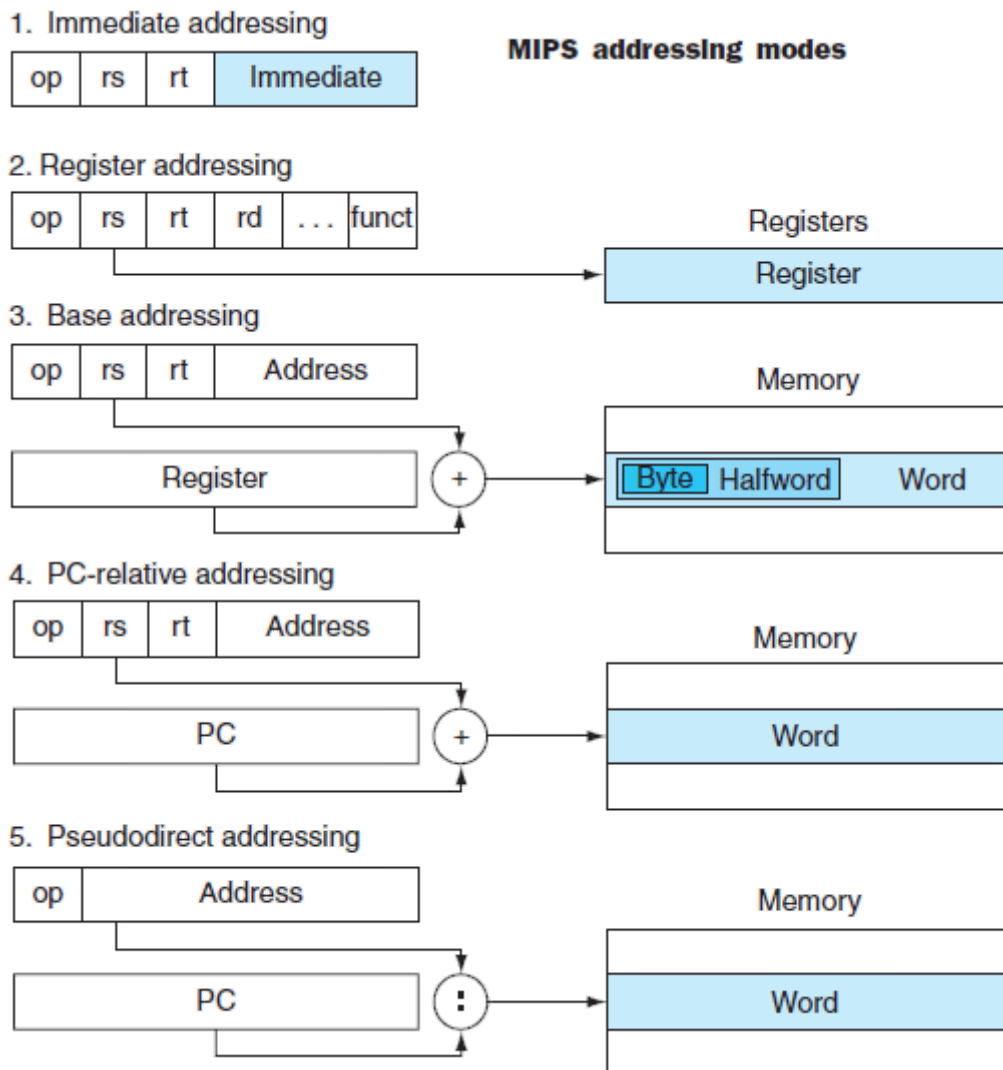 1. Immediate addressing
MIPS addressing modes
op rs rt Immediate
2. Register addressing
op rs rt rd ... funct
Registers
Register
3. Base addressing
op rs rt Address
Memory
Register + Byte Halfword Word
4. PC-relative addressing
op rs rt Address
Memory
PC + Word
5. Pseudodirect addressing
op Address
Memory
PC : Word